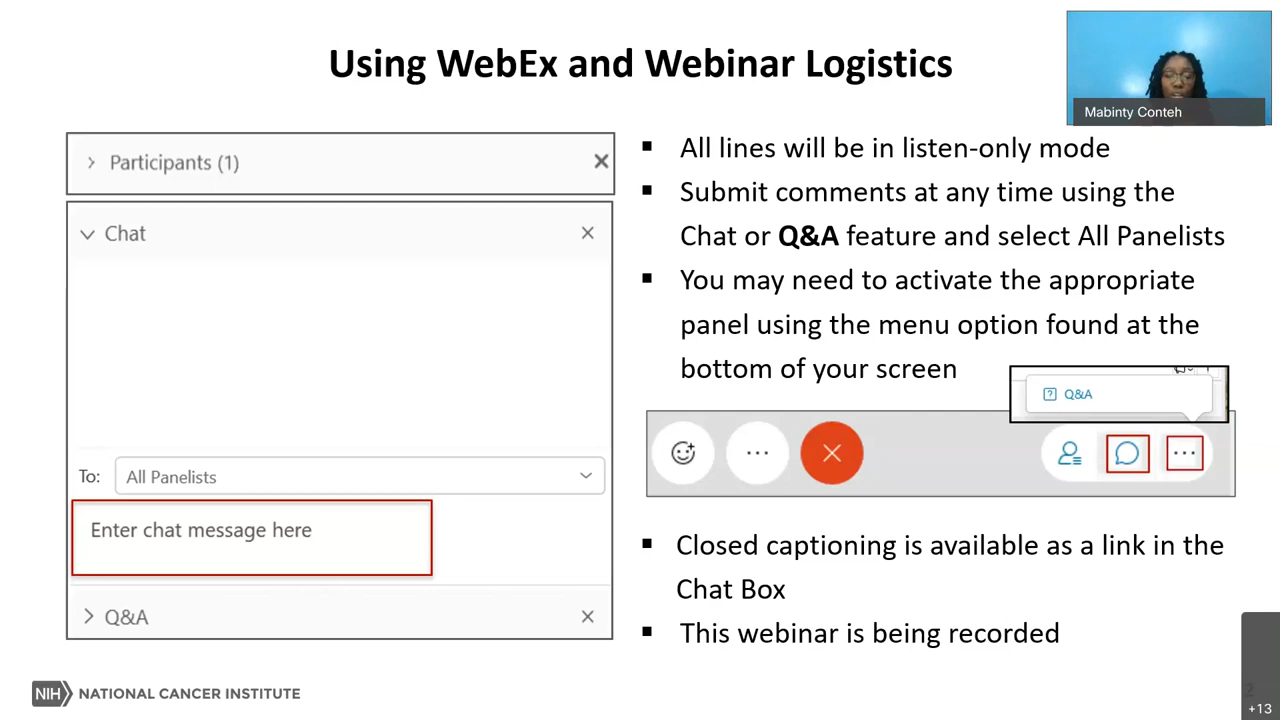 Using WebEx and Webinar Logistics
Mabinty Conteh
Participants (1)
Chat
To: All Panelists
Enter chat message here
Q&A
All lines will be in listen-only mode
Submit comments at any time using the
Chat or Q&A feature and select All Panelists
You may need to activate the appropriate
panel using the menu option found at the
bottom of your screen
Q&A
Closed captioning is available as a link in the
Chat Box
This webinar is being recorded
NIH NATIONAL CANCER INSTITUTE
2
+13